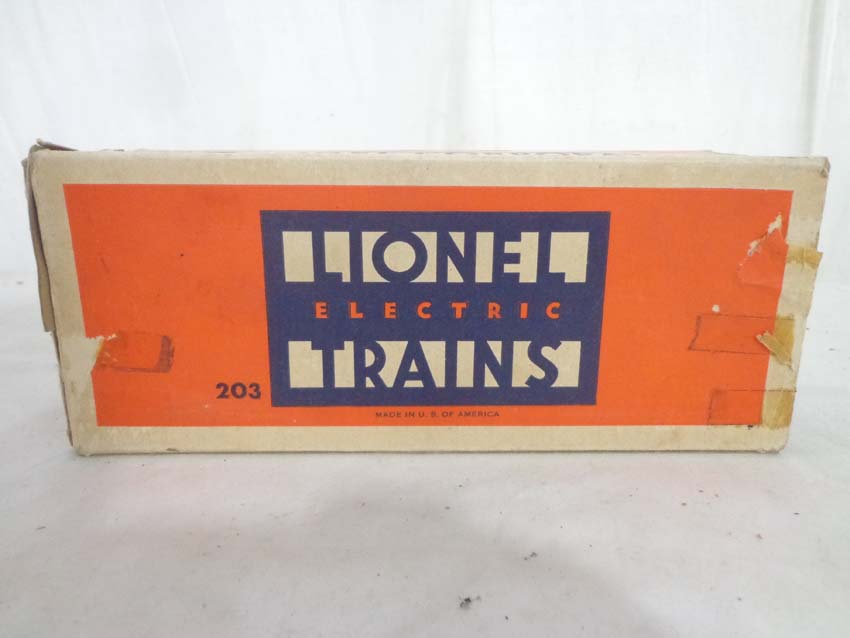 LIONEL
ELECTRIC
TRAINS
203
MADE IN U. S. OF AMERICA